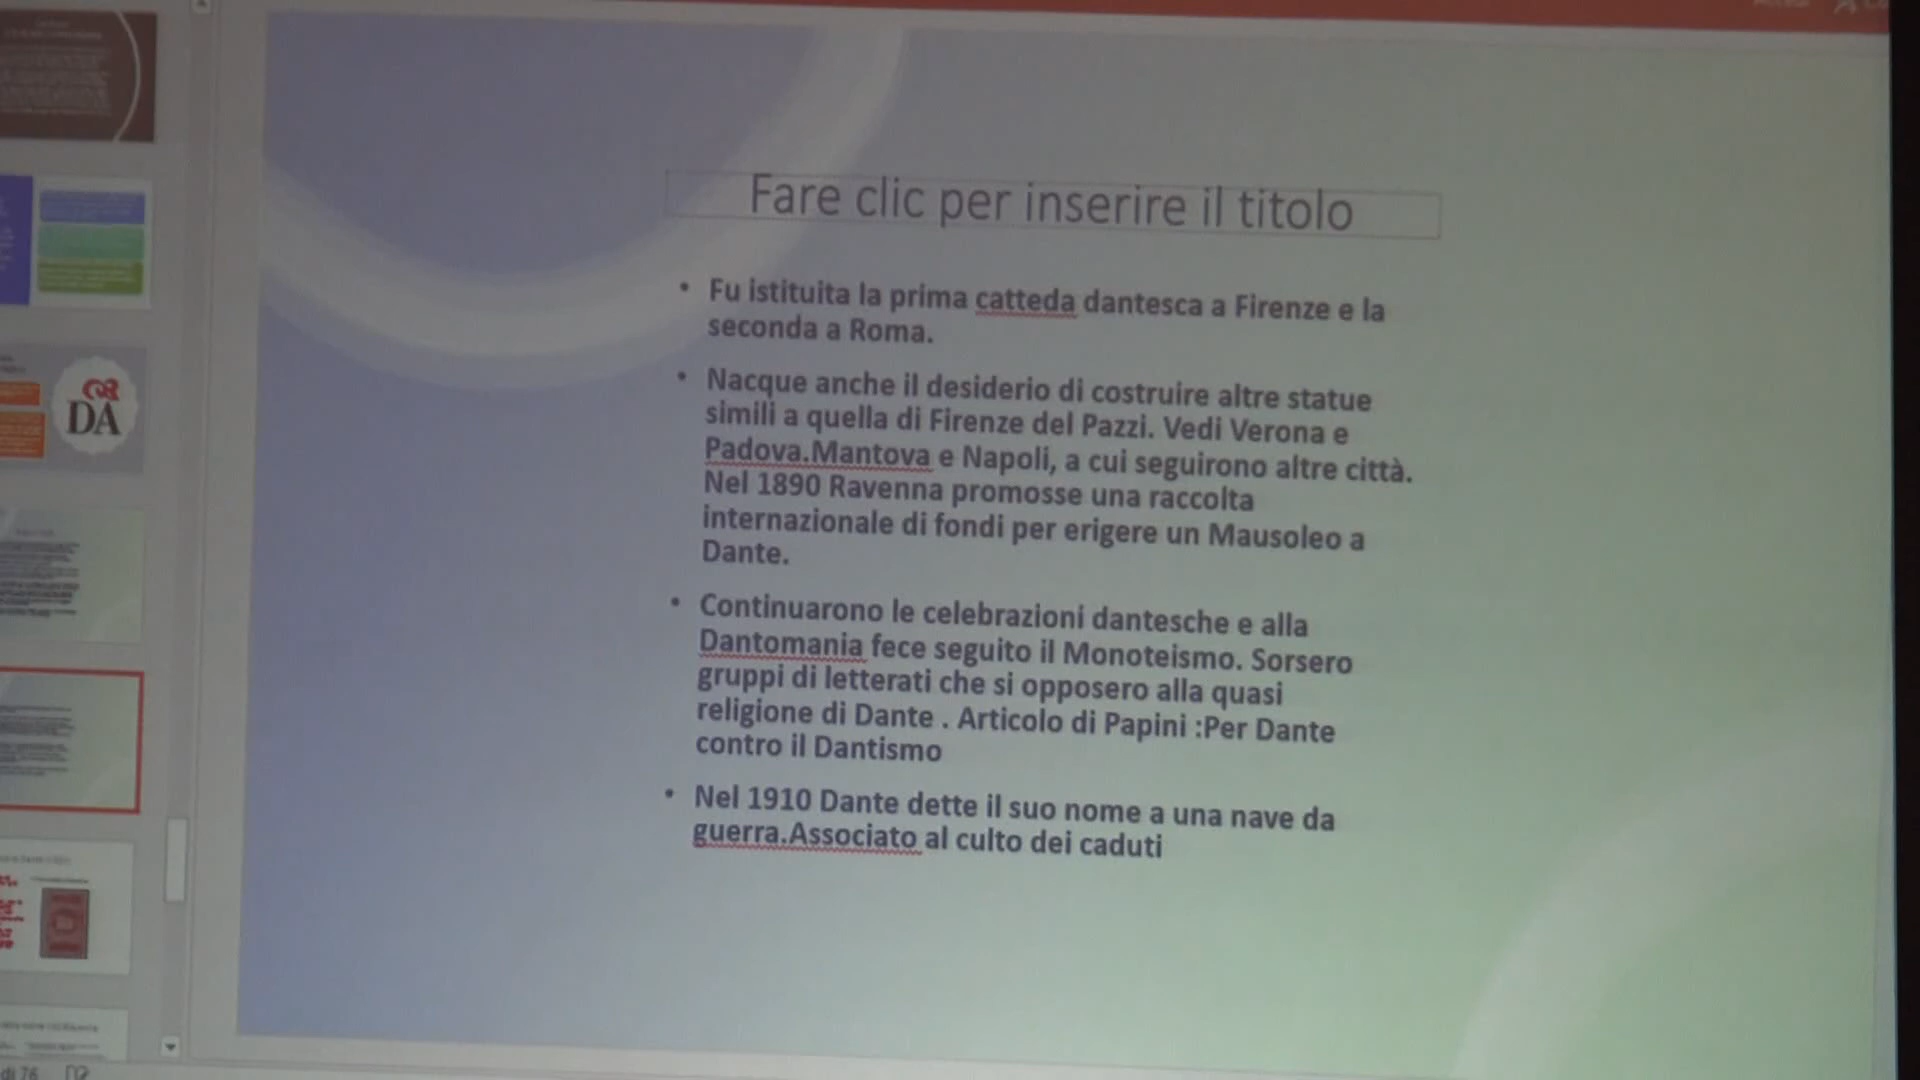 Fare clic per inserire il titolo
• Fu istituita la prima catteda dantesca a Firenze e la
seconda a Roma.
• Nacque anche il desiderio di costruire altre statue
simili a quella di Firenze del Pazzi. Vedi Verona e
Padova.Mantova e Napoli, a cui seguirono altre città.
Nel 1890 Ravenna promosse una raccolta
internazionale di fondi per erigere un Mausoleo a
Dante.
• Continuarono le celebrazioni dantesche e alla
Dantomania fece seguito il Monoteismo. Sorsero
gruppi di letterati che si opposero alla quasi
religione di Dante . Articolo di Papini :Per Dante
contro il Dantismo
• Nel 1910 Dante dette il suo nome a una nave da
guerra.Associato al culto dei caduti
DA
di 76